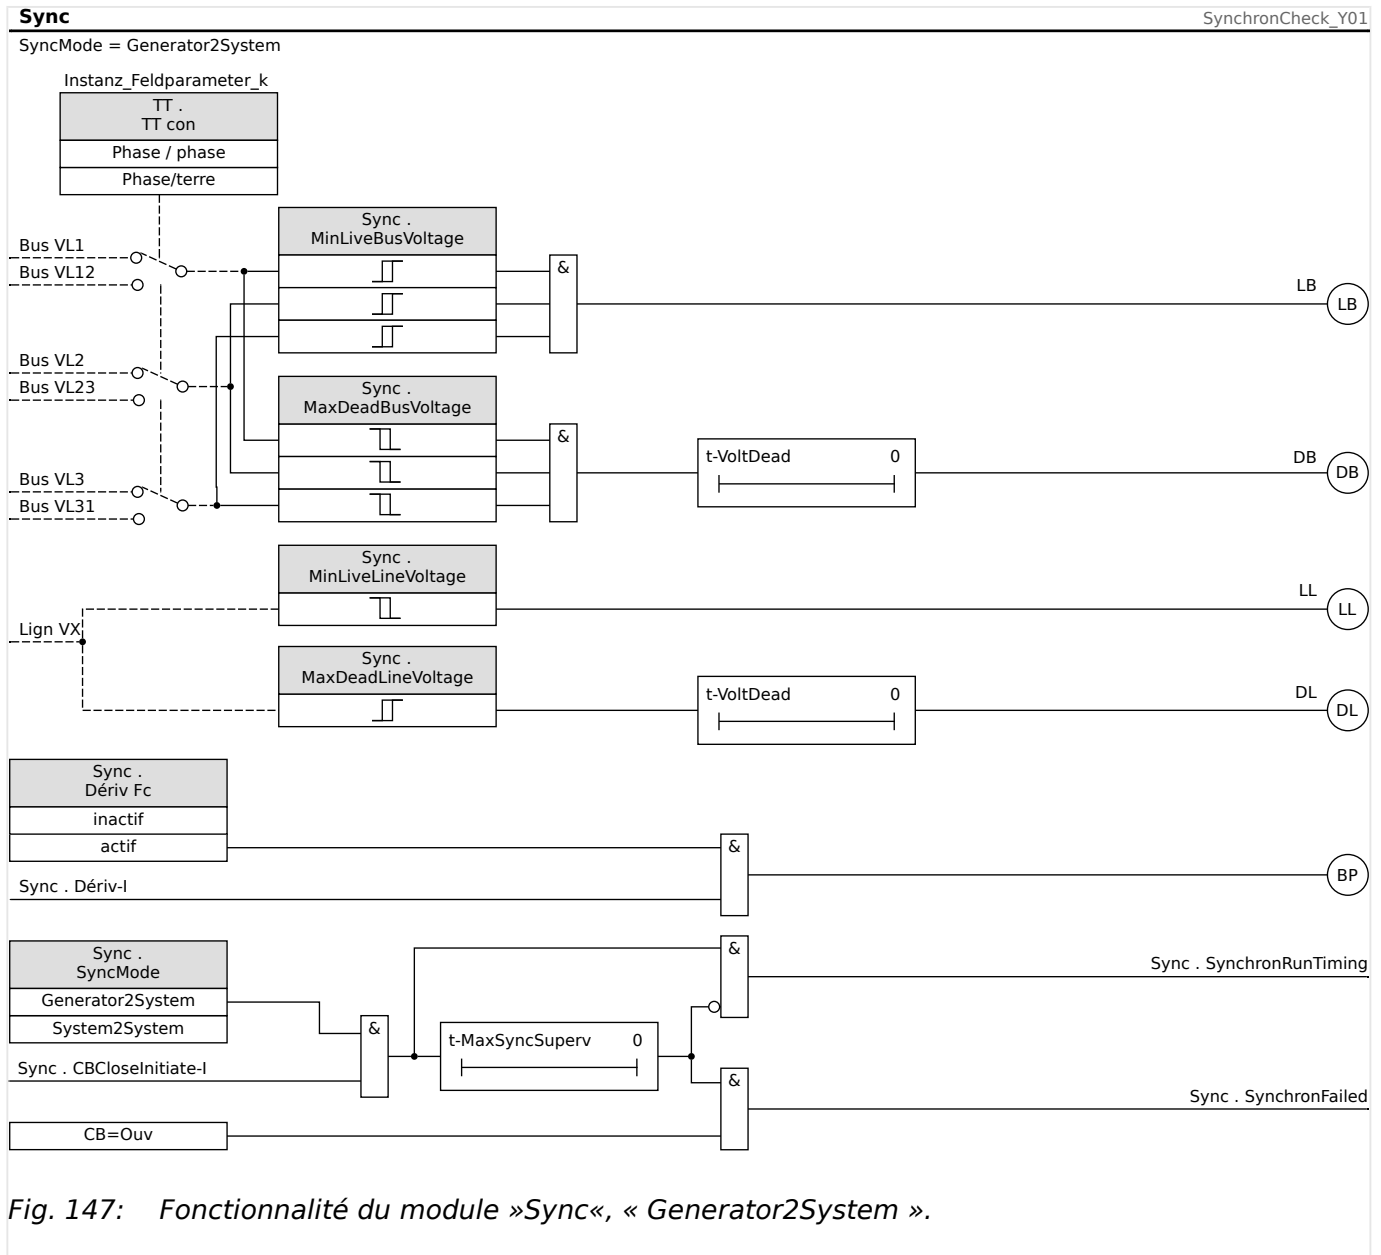 Sync
SynchronCheck_Y01
SyncMode = Generator2System
Instanz_Feldparameter_k
TT .
TT con
Phase / phase
Phase/terre
Sync .
MinLiveBusVoltage
Bus VL1
Bus VL12
&
LB
LB
Bus VL2
Bus VL23
Sync .
MaxDeadBusVoltage
&
t-VoltDead 0
DB
DB
Bus VL3
Bus VL31
Sync .
MinLiveLineVoltage
LL
LL
Lign VX
Sync .
MaxDeadLineVoltage
t-VoltDead 0
DL
DL
Sync .
Dériv Fc
inactif
actif
&
BP
Sync . Dériv-I
Sync .
SyncMode
Generator2System
System2System
&
Sync . SynchronRunTiming
&
t-MaxSyncSuperv 0
Sync . CBCloseInitiate-I
&
Sync . SynchronFailed
CB=Ouv
Fig. 147: Fonctionnalité du module »Sync«, « Generator2System ».